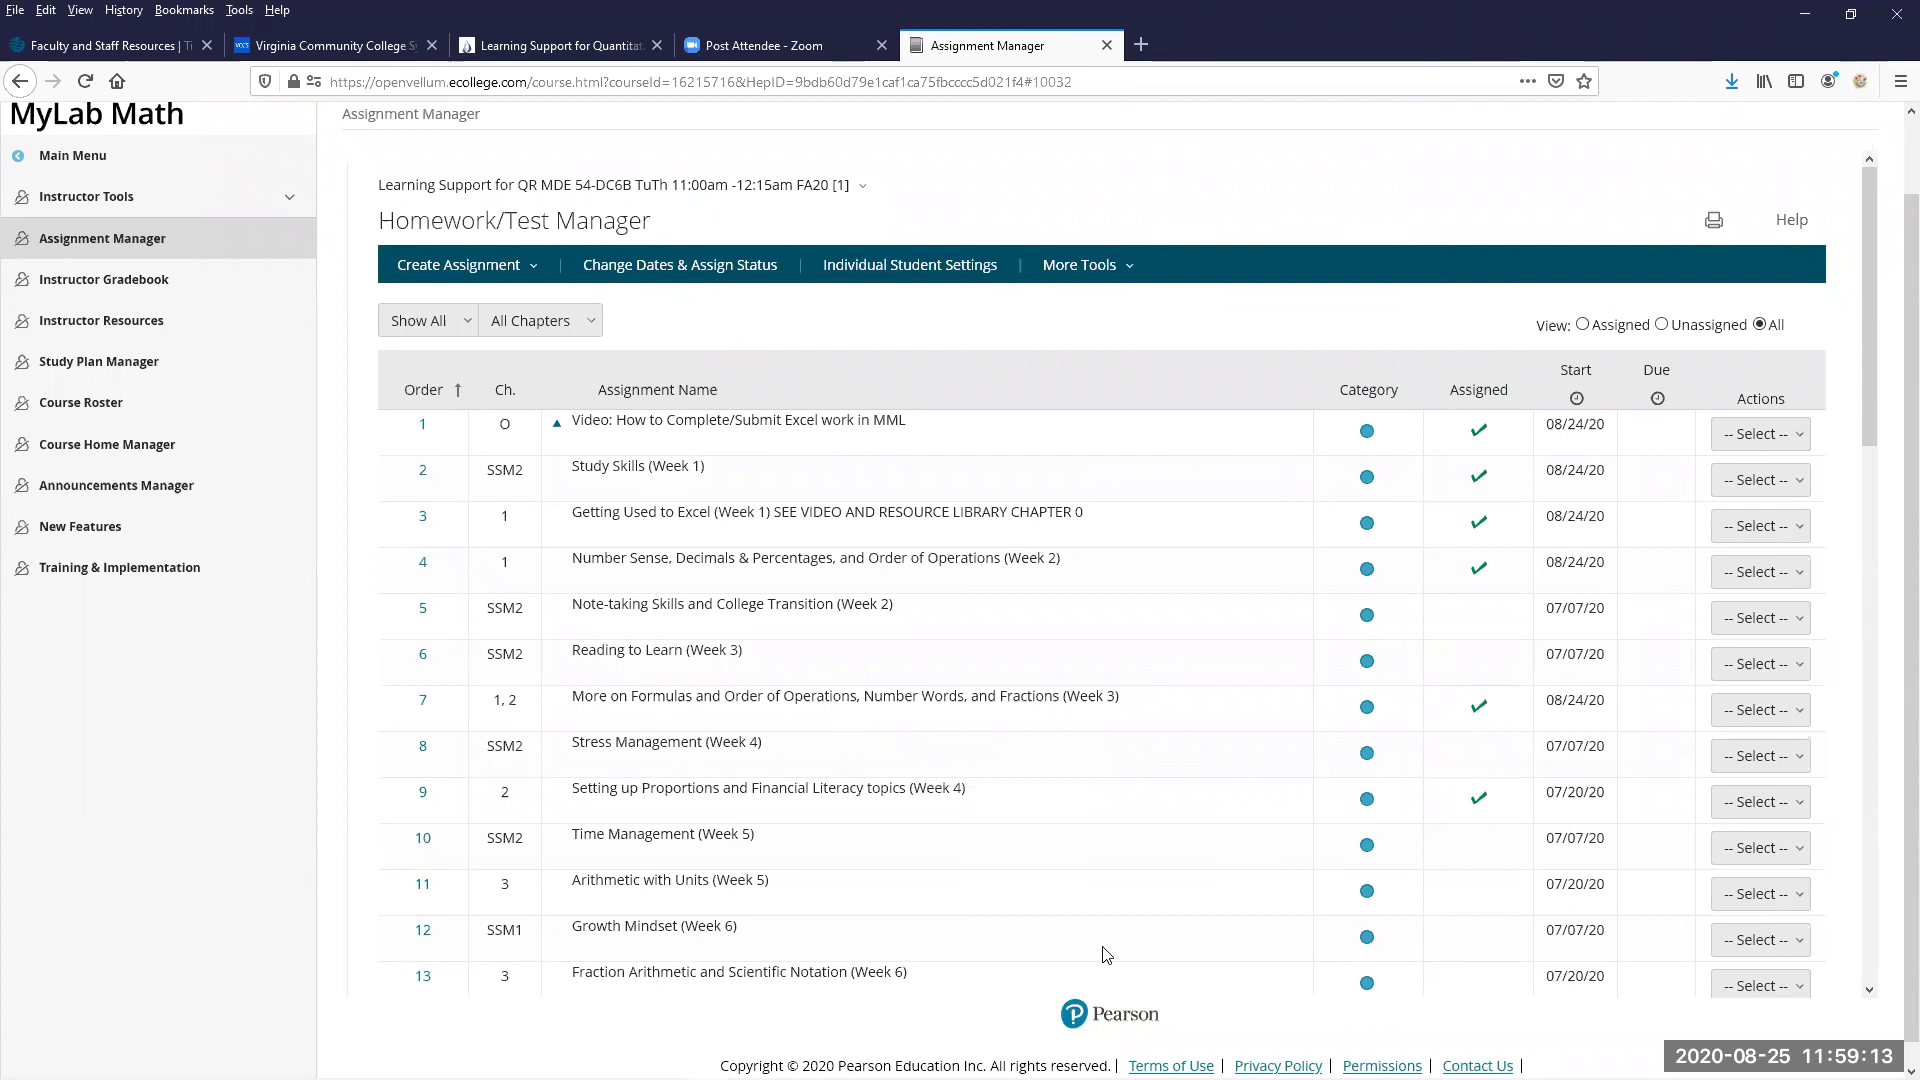 File Edit View History Bookmarks Tools Help
Faculty and Staff Resources | Ti
Virginia Community College Sy
Learning Support for Quantitat
Post Attendee - Zoom
Assignment Manager
https://openvellum.ecollege.com/course.html?courseId=16215716&HepID=9bdb60d79e1caf1ca75fbcccc5d021f4#10032
MyLab Math
Main Menu
Instructor Tools
Assignment Manager
Instructor Gradebook
Instructor Resources
Study Plan Manager
Course Roster
Course Home Manager
Announcements Manager
New Features
Training & Implementation
Assignment Manager
Learning Support for QR MDE 54-DC6B TuTh 11:00am -12:15am FA20 [1]
Homework/Test Manager
Help
Create Assignment | Change Dates & Assign Status | Individual Student Settings | More Tools
Show All All Chapters
View: Assigned Unassigned All
Order Ch. Assignment Name Category Assigned Start Due Actions
1 O Video: How to Complete/Submit Excel work in MML 08/24/20 -- Select --
2 SSM2 Study Skills (Week 1) 08/24/20 -- Select --
3 1 Getting Used to Excel (Week 1) SEE VIDEO AND RESOURCE LIBRARY CHAPTER 0 08/24/20 -- Select --
4 1 Number Sense, Decimals & Percentages, and Order of Operations (Week 2) 08/24/20 -- Select --
5 SSM2 Note-taking Skills and College Transition (Week 2) 07/07/20 -- Select --
6 SSM2 Reading to Learn (Week 3) 07/07/20 -- Select --
7 1, 2 More on Formulas and Order of Operations, Number Words, and Fractions (Week 3) 08/24/20 -- Select --
8 SSM2 Stress Management (Week 4) 07/07/20 -- Select --
9 2 Setting up Proportions and Financial Literacy topics (Week 4) 07/20/20 -- Select --
10 SSM2 Time Management (Week 5) 07/07/20 -- Select --
11 3 Arithmetic with Units (Week 5) 07/20/20 -- Select --
12 SSM1 Growth Mindset (Week 6) 07/07/20 -- Select --
13 3 Fraction Arithmetic and Scientific Notation (Week 6) 07/20/20 -- Select --
Pearson
Copyright © 2020 Pearson Education Inc. All rights reserved. | Terms of Use | Privacy Policy | Permissions | Contact Us |
2020-08-25 11:59:13